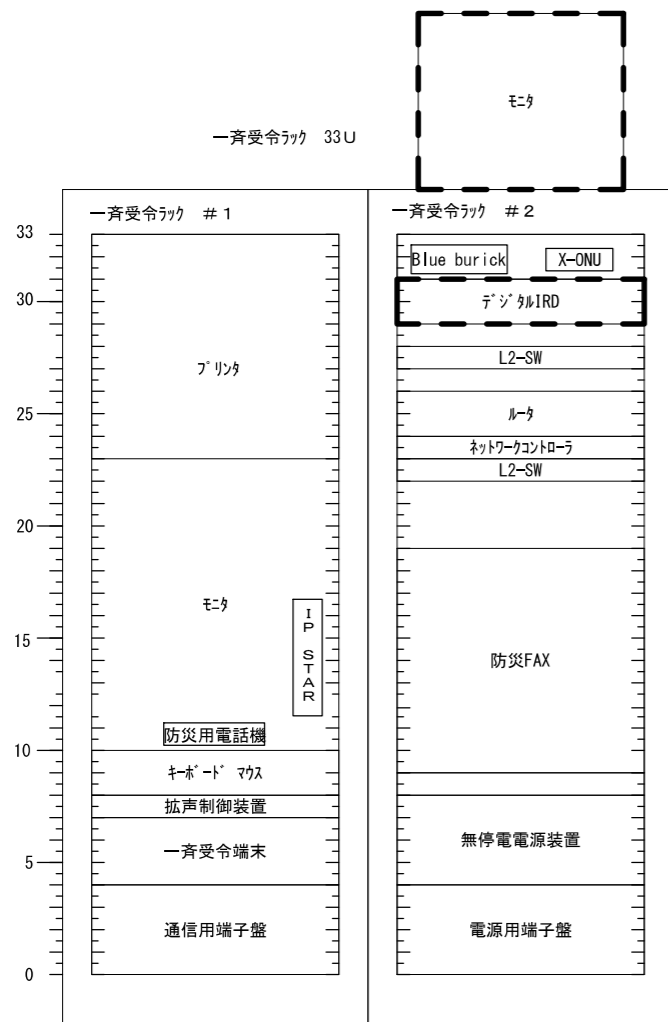 モニタ
一斉受令ラック 33U
一斉受令ラック #1
一斉受令ラック #2
33
30
25
20
15
10
5
0
プリンタ
モニタ
IP STAR
防災用電話機
キーボード マウス
拡声制御装置
一斉受令端末
通信用端子盤
Blue burick
X-ONU
デジタルIRD
L2-SW
ルータ
ネットワークコントローラ
L2-SW
防災FAX
無停電電源装置
電源用端子盤